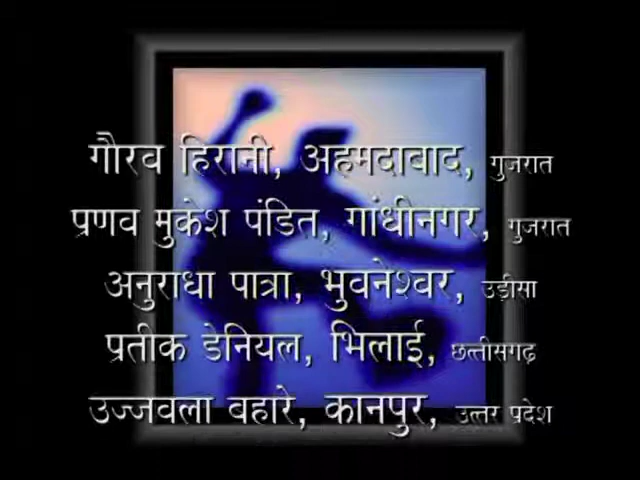 गौरव हिरानी, अहमदाबाद, गुजरात
प्रणव मुकेश पंडित, गांधीनगर, गुजरात
अनुराधा पात्रा, भुवनेश्वर, उड़ीसा
प्रतीक डेनियल, भिलाई, छत्तीसगढ़
उज्जवला बहारे, कानपुर, उत्तर प्रदेश